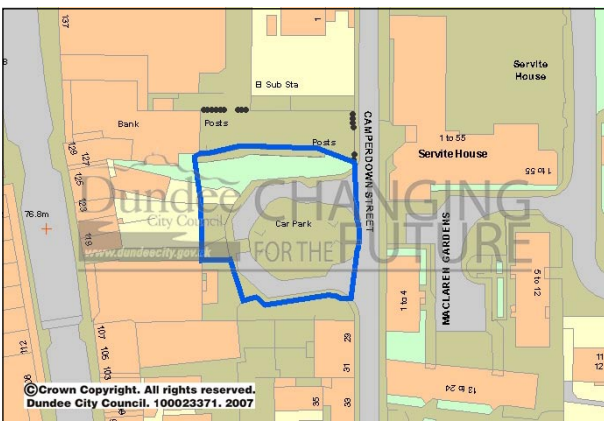 137
1
Servite
House
El Sub Sta
Bank
Posts
Posts
CAMPERDOWN STREET
1 to 55
Servite House
1 to 55
129
127
125
123
119
76.8m
Dundee
City Council
www.dundeecity.gov
CHANGING
FOR THE
FUTURE
Car Park
MACLAREN GARDENS
1 to 4
5 to 12
107
105
103
112
29
31
33
35
13 to 24
11
12
©Crown Copyright. All rights reserved.
Dundee City Council. 100023371. 2007